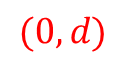 (0, d)